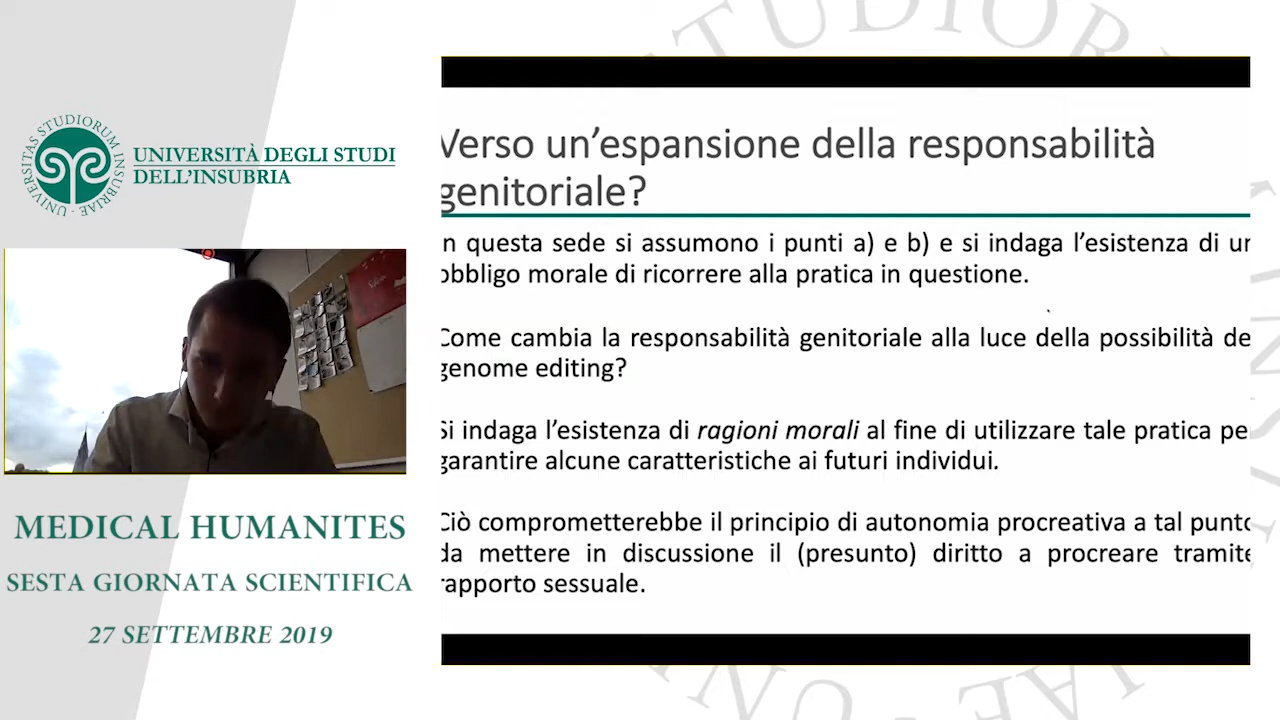 UNIVERSITAS STUDIORUM INSUBRIAE
UNIVERSITÀ DEGLI STUDI
DELL'INSUBRIA
MEDICAL HUMANITES
SESTA GIORNATA SCIENTIFICA
27 SETTEMBRE 2019
Verso un'espansione della responsabilità
genitoriale?
n questa sede si assumono i punti a) e b) e si indaga l'esistenza di un
obbligo morale di ricorrere alla pratica in questione.
Come cambia la responsabilità genitoriale alla luce della possibilità de
genome editing?
Si indaga l'esistenza di ragioni morali al fine di utilizzare tale pratica pe
garantire alcune caratteristiche ai futuri individui.
Ciò comprometterebbe il principio di autonomia procreativa a tal punto
da mettere in discussione il (presunto) diritto a procreare tramite
rapporto sessuale.